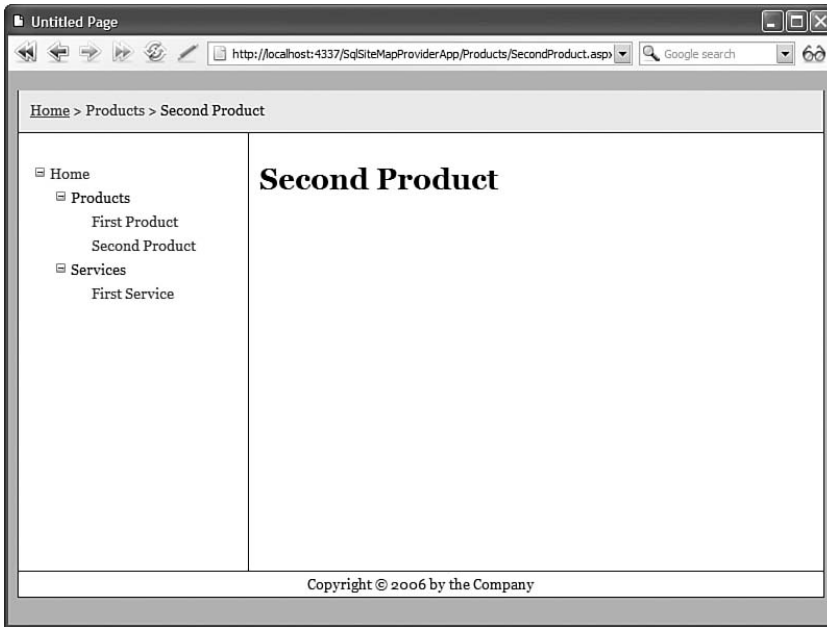 Untitled Page
http://localhost:4337/SqlSiteMapProviderApp/Products/SecondProduct.aspx
Google search
Home > Products > Second Product
Home
Products
First Product
Second Product
Services
First Service
Second Product
Copyright © 2006 by the Company